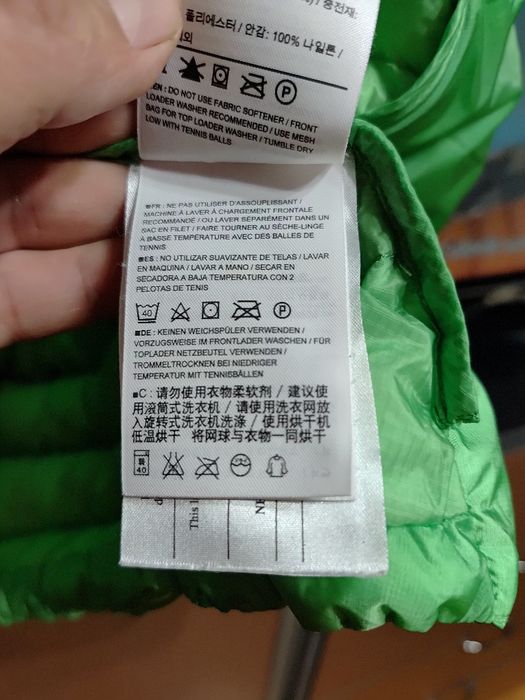 폴리에스터 / 안감: 100% 나일론 /
외
P
EN : DO NOT USE FABRIC SOFTENER / FRONT
LOADER WASHER RECOMMENDED / USE MESH
BAG FOR TOP LOADER WASHER / TUMBLE DRY
LOW WITH TENNIS BALLS
■FR : NE PAS UTILISER D'ASSOUPLISSANT /
MACHINE À LAVER À CHARGEMENT FRONTALE
RECOMMANDÉE / OU LAVER SÉPARÉMENT DANS UN
SAC EN FILET / FAIRE TOURNER AU SÈCHE-LINGE
À BASSE TEMPÉRATURE AVEC DES BALLES DE
TENNIS
■ES : NO UTILIZAR SUAVIZANTE DE TELAS / LAVAR
EN MAQUINA / LAVAR A MANO / SECAR EN
SECADORA A BAJA TEMPERATURA CON 2
PELOTAS DE TENIS
40 P
■DE : KEINEN WEICHSPÜLER VERWENDEN /
VORZUGSWEISE IM FRONTLADER WASCHEN / FÜR
TOPLADER NETZBEUTEL VERWENDEN /
TROMMELTROCKNEN BEI NIEDRIGER
TEMPERATUR MIT TENNISBÄLLEN
■C : 请勿使用衣物柔软剂 / 建议使
用滚筒式洗衣机 / 请使用洗衣网放
入旋转式洗衣机洗涤 / 使用烘干机
低温烘干 将网球与衣物一同烘干
40
This
NE